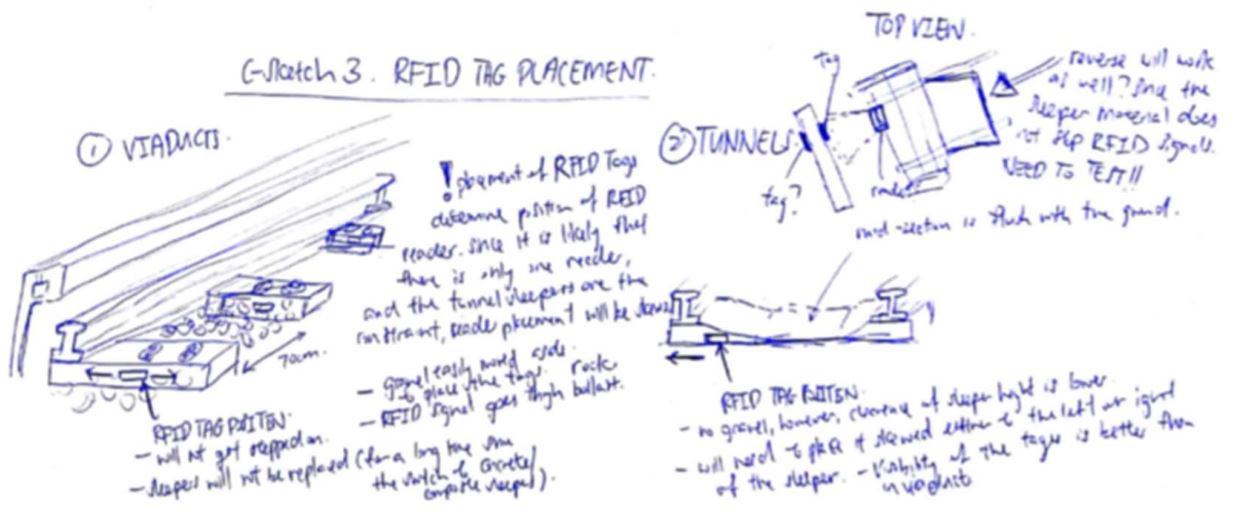 C-Sketch 3. RFID TAG PLACEMENT.
① VIADUCTS.
! placement of RFID Tags
determine position of RFID
reader. Since it is likely that
there is only one reader,
and the tunnel sleepers are the
constraint, reader placement will be skewed
70cm.
- Gravel easily moved aside
to place the tags.
- RFID signal goes thru rock ballast.
RFID TAG POSITION.
- will not get stepped on.
- sleepers will not be replaced (for a long time since
the switch to concrete/
composite sleeper).
TOP VIEW.
② TUNNELS.
tag
tag?
reader
reverse will work
as well? Since the
sleeper material does
not stop RFID signals.
NEED TO TEST!!
mid-section is flush with the ground.
RFID TAG POSITION.
- no gravel, however, clearance of sleeper height is lower.
- will need to place it skewed either to the left or right
of the sleeper. - Visibility of the tags is better than
in viaduct